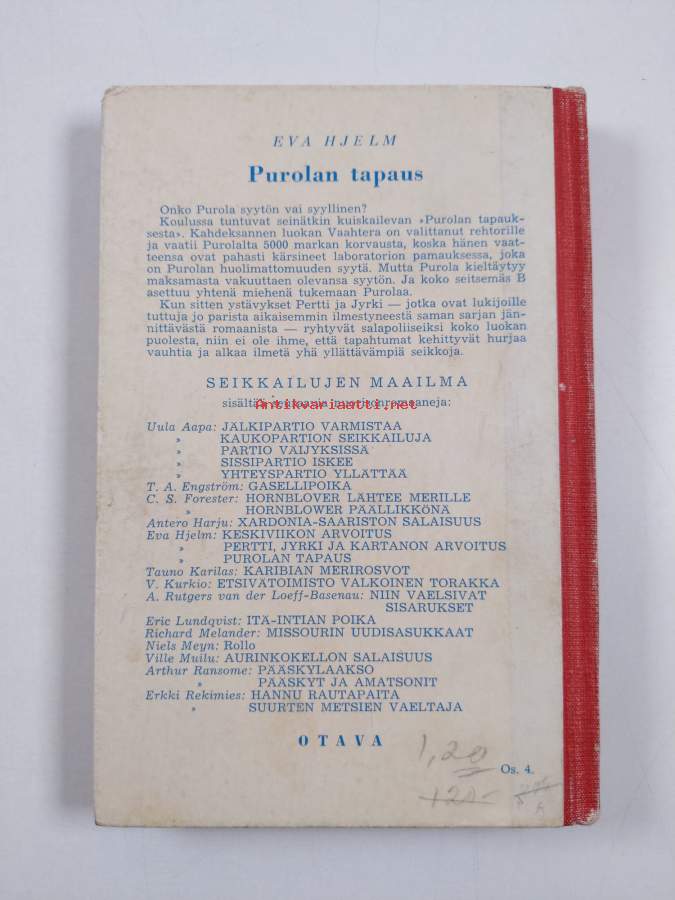 EVA HJELM
Purolan tapaus
Onko Purola syytön vai syyllinen?
Koulussa tuntuvat seinätkin kuiskailevan »Purolan tapauk-
sesta». Kahdeksannen luokan Vaahtera on valittanut rehtorille
ja vaatii Purolalta 5000 markan korvausta, koska hänen vaat-
teensa ovat pahasti kärsineet laboratorion pamauksessa, joka
on Purolan huolimattomuuden syytä. Mutta Purola kieltäytyy
maksamasta vakuuttaen olevansa syytön. Ja koko seitsemäs B
asettuu yhtenä miehenä tukemaan Purolaa.
Kun sitten ystävykset Pertti ja Jyrki — jotka ovat lukijoille
tuttuja jo parista aikaisemmin ilmestyneestä saman sarjan jän-
nittävästä romaanista — ryhtyvät salapoliiseiksi koko luokan
puolesta, niin ei ole ihme, että tapahtumat kehittyvät hurjaa
vauhtia ja alkaa ilmetä yhä yllättävämpiä seikkoja.
SEIKKAILUJEN MAAILMA
sisältää nuorisonromaaneja:
Antikvariaatit.net
Uula Aapa: JÄLKIPARTIO VARMISTAA
» KAUKOPARTION SEIKKAILUJA
» PARTIO VÄIJYKSISSÄ
» SISSIPARTIO ISKEE
» YHTEYSPARTIO YLLÄTTÄÄ
T. A. Engström: GASELLIPOIKA
C. S. Forester: HORNBLOVER LÄHTEE MERILLE
» HORNBLOWER PÄÄLLIKKÖNÄ
Antero Harju: XARDONIA-SAARISTON SALAISUUS
Eva Hjelm: KESKIVIIKON ARVOITUS
» PERTTI, JYRKI JA KARTANON ARVOITUS
» PUROLAN TAPAUS
Tauno Karilas: KARIBIAN MERIROSVOT
V. Kurkio: ETSIVÄTOIMISTO VALKOINEN TORAKKA
A. Rutgers van der Loeff-Basenau: NIIN VAELSIVAT
SISARUKSET
Eric Lundqvist: ITÄ-INTIAN POIKA
Richard Melander: MISSOURIN UUDISASUKKAAT
Niels Meyn: Rollo
Ville Muilu: AURINKOKELLON SALAISUUS
Arthur Ransome: PÄÄSKYLAAKSO
» PÄÄSKYT JA AMATSONIT
Erkki Rekimies: HANNU RAUTAPAITA
» SUURTEN METSIEN VAELTAJA
OTAVA
1,20
Os. 4.
120-